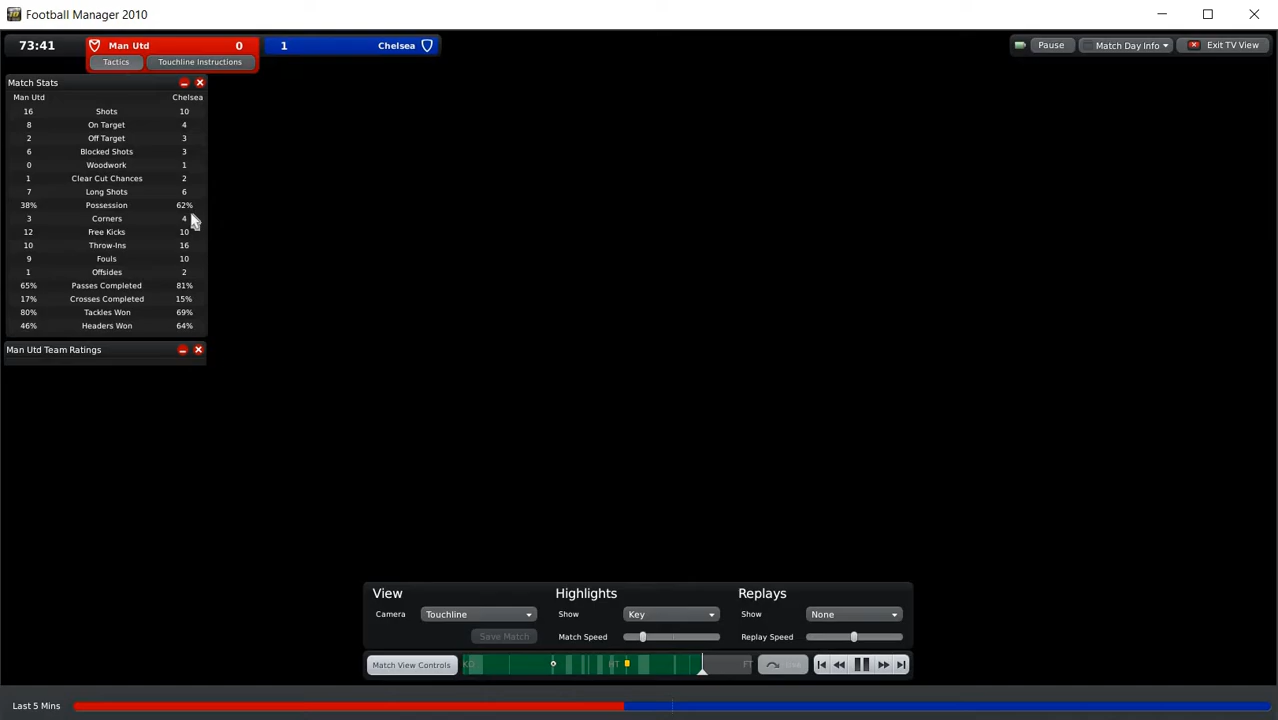 Football Manager 2010
73:41 Man Utd 0 1 Chelsea Pause Match Day Info Exit TV View
Tactics Touchline Instructions
Match Stats
Man Utd Chelsea
16 Shots 10
8 On Target 4
2 Off Target 3
6 Blocked Shots 3
0 Woodwork 1
1 Clear Cut Chances 2
7 Long Shots 6
38% Possession 62%
3 Corners 4
12 Free Kicks 10
10 Throw-Ins 16
9 Fouls 10
1 Offsides 2
65% Passes Completed 81%
17% Crosses Completed 15%
80% Tackles Won 69%
46% Headers Won 64%
Man Utd Team Ratings
View Highlights Replays
Camera Touchline Show Key Show None
Save Match Match Speed Replay Speed
Match View Controls KO HT FT
Last 5 Mins